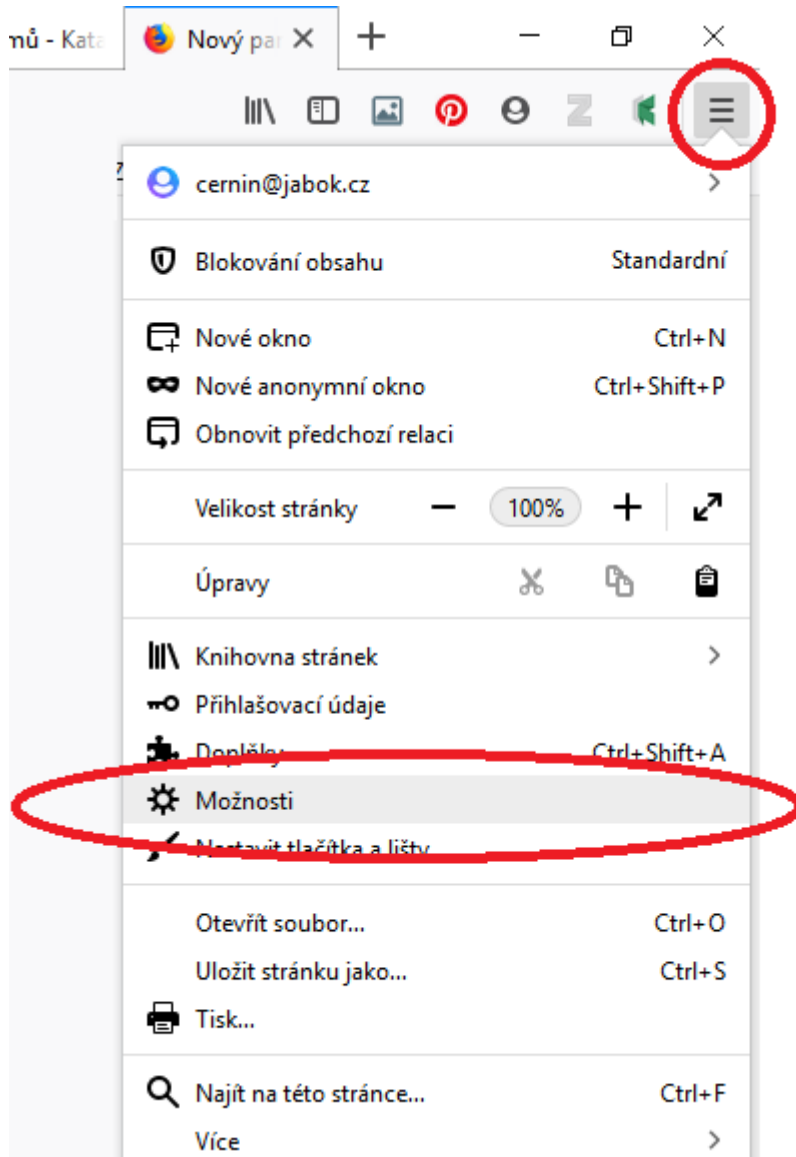 mů - Kata
Nový pa
cernin@jabok.cz
Blokování obsahu Standardní
Nové okno Ctrl+N
Nové anonymní okno Ctrl+Shift+P
Obnovit předchozí relaci
Velikost stránky 100%
Úpravy
Knihovna stránek
Přihlašovací údaje
Doplňky Ctrl+Shift+A
Možnosti
Nastavit tlačítka a lišty
Otevřít soubor... Ctrl+O
Uložit stránku jako... Ctrl+S
Tisk...
Najít na této stránce... Ctrl+F
Více